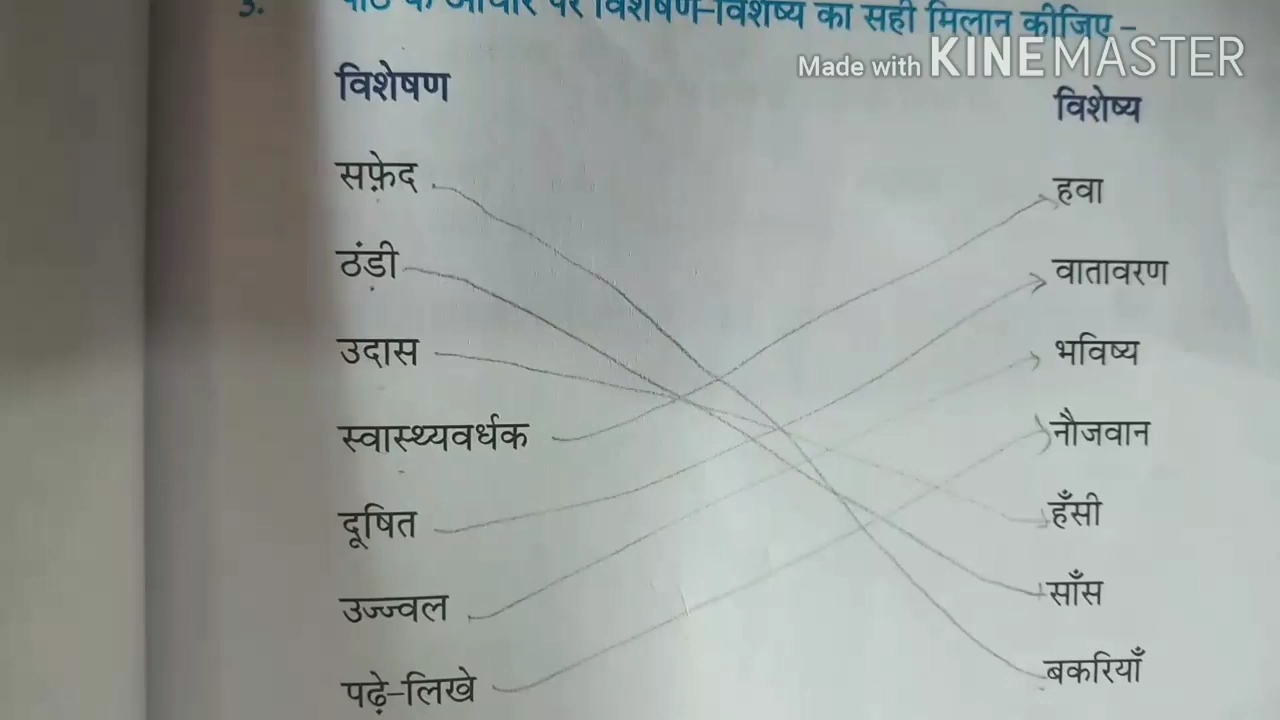 3. पाठ के आधार पर विशेषण-विशेष्य का सही मिलान कीजिए –
Made with KINEMASTER
विशेषण विशेष्य
सफ़ेद हवा
ठंडी वातावरण
उदास भविष्य
स्वास्थ्यवर्धक नौजवान
दूषित हँसी
उज्ज्वल साँस
पढ़े-लिखे बकरियाँ